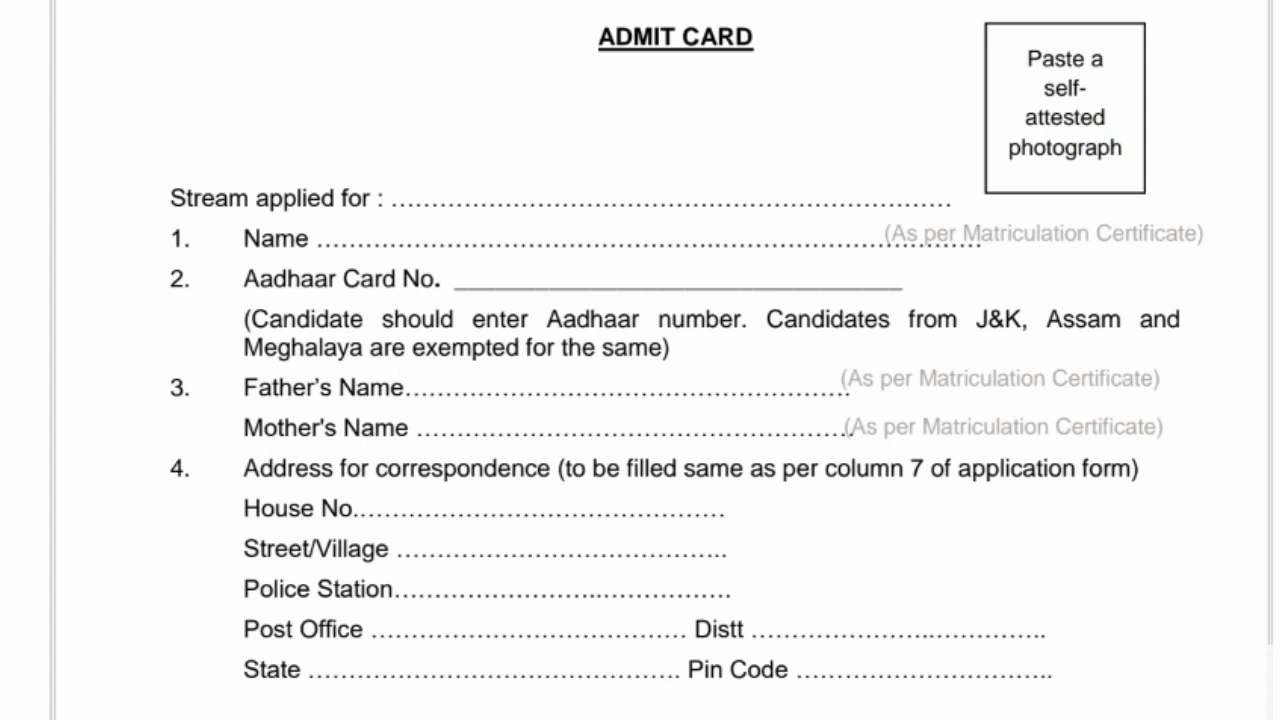 ADMIT CARD
Paste a
self-
attested
photograph
Stream applied for : ……………………………………………………………
1. Name ……………………………………………………………………… (As per Matriculation Certificate)
2. Aadhaar Card No. __________________________________
(Candidate should enter Aadhaar number. Candidates from J&K, Assam and
Meghalaya are exempted for the same)
3. Father’s Name………………………………………………. (As per Matriculation Certificate)
Mother's Name ……………………………………………….. (As per Matriculation Certificate)
4. Address for correspondence (to be filled same as per column 7 of application form)
House No.………………………………………
Street/Village …………………………………..
Police Station……………………..…………….
Post Office ………………………………… Distt …………………..…………..
State ………………………………………. Pin Code …………………………..